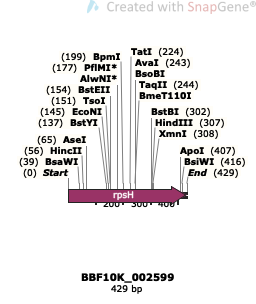 Created with SnapGene®
(199) BpmI
(177) PflMI*
AlwNI*
(154) BstEII
(151) TsoI
(145) EcoNI
(137) BstYI
(65) AseI
(56) HincII
(39) BsaWI
(0) Start
TatI (224)
AvaI (243)
BsoBI
TaqII (244)
BmeT110I
BstBI (302)
HindIII (307)
XmnI (308)
ApoI (407)
BsiWI (416)
End (429)
rpsH
200
300
400
BBF10K_002599
429 bp